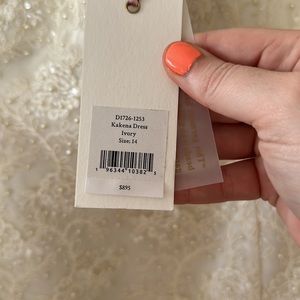 D1726-1253
Kakena Dress
Ivory
Size: 14
1 96344 10382 5
$895